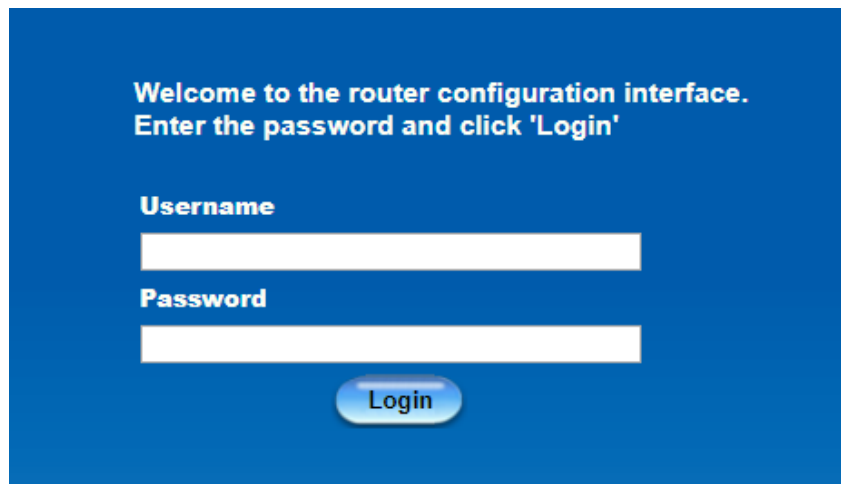 Welcome to the router configuration interface.
Enter the password and click 'Login'
Username
Password
Login